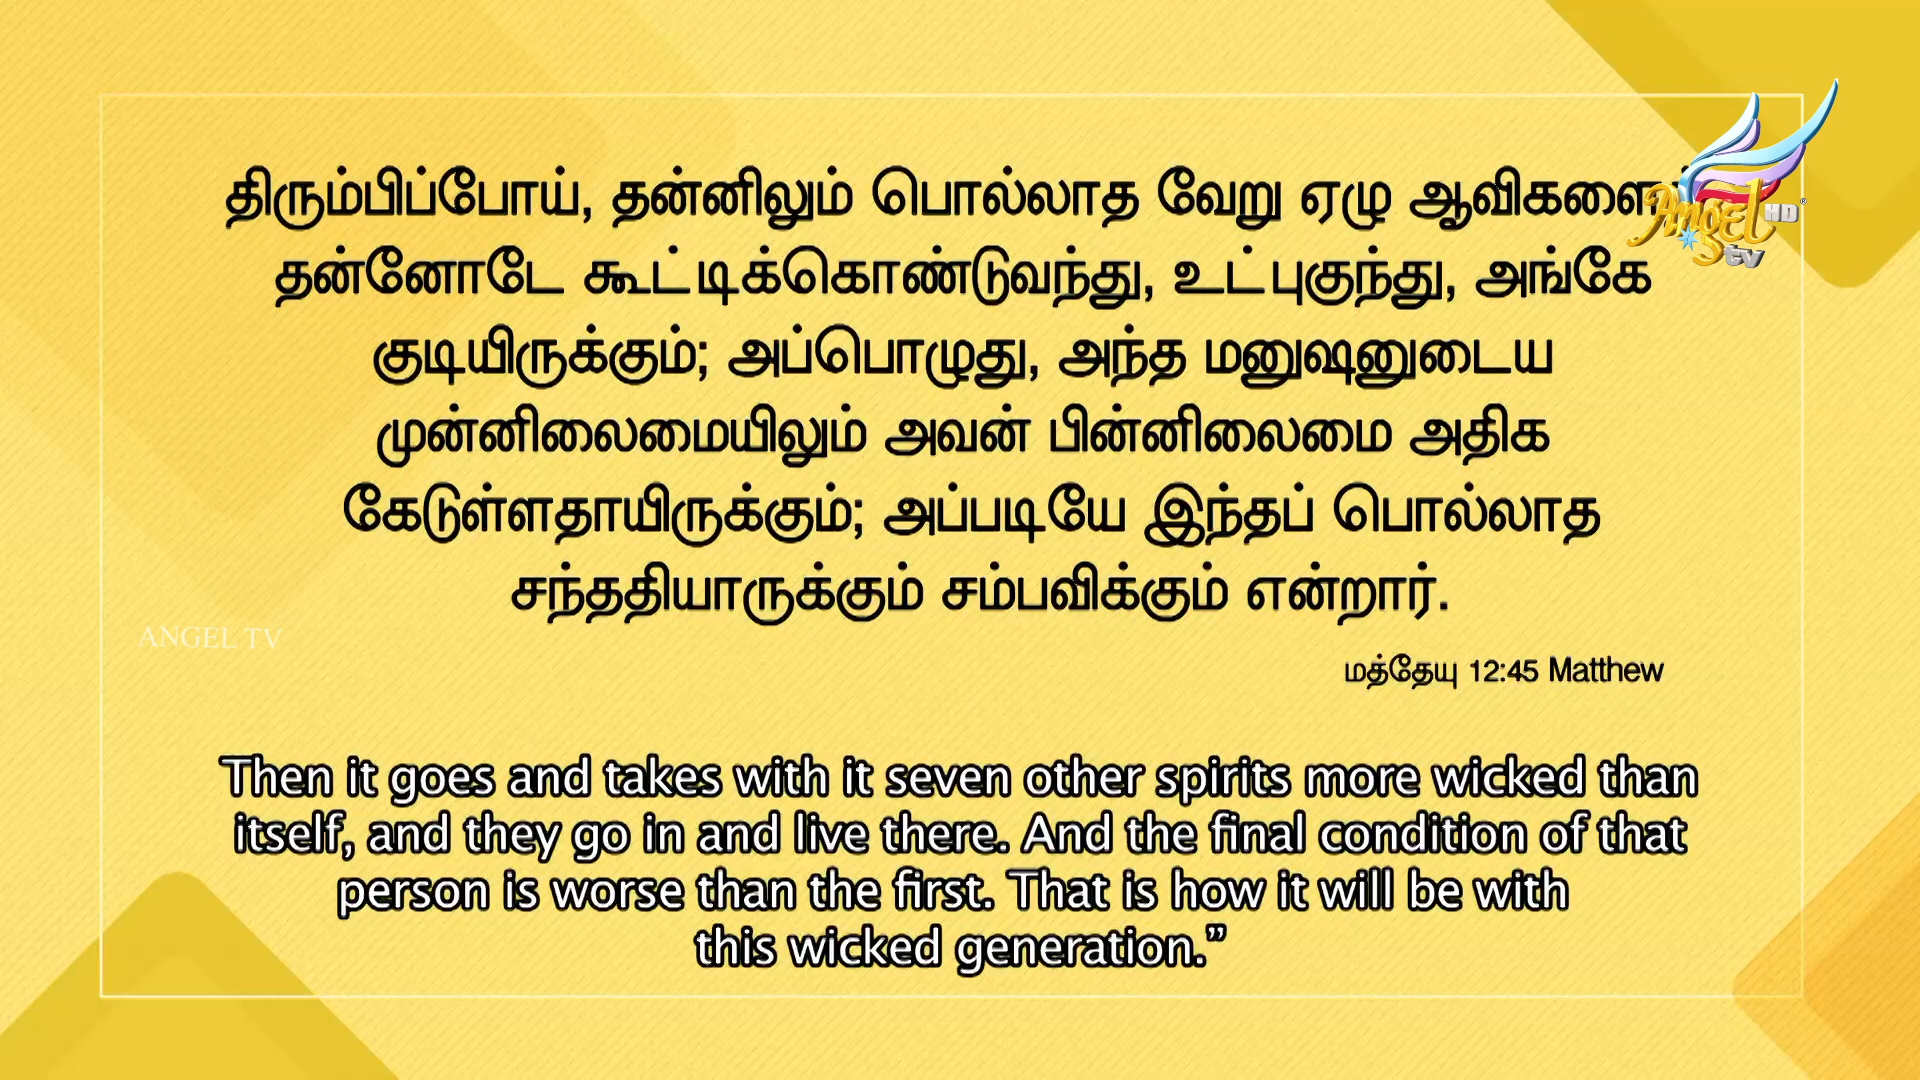 திரும்பிப்போய், தன்னிலும் பொல்லாத வேறு ஏழு ஆவிகளை
தன்னோடே கூட்டிக்கொண்டுவந்து, உட்புகுந்து, அங்கே
குடியிருக்கும்; அப்பொழுது, அந்த மனுஷனுடைய
முன்னிலைமையிலும் அவன் பின்னிலைமை அதிக
கேடுள்ளதாயிருக்கும்; அப்படியே இந்தப் பொல்லாத
சந்ததியாருக்கும் சம்பவிக்கும் என்றார்.
Angel HD®
tv
ANGEL TV
மத்தேயு 12:45 Matthew
Then it goes and takes with it seven other spirits more wicked than
itself, and they go in and live there. And the final condition of that
person is worse than the first. That is how it will be with
this wicked generation.”